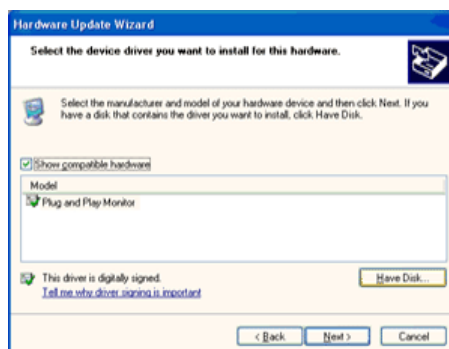 Hardware Update Wizard
Select the device driver you want to install for this hardware.
Select the manufacturer and model of your hardware device and then click Next. If you
have a disk that contains the driver you want to install, click Have Disk.
Show compatible hardware
Model
Plug and Play Monitor
This driver is digitally signed.
Tell me why driver signing is important
Have Disk...
< Back
Next >
Cancel